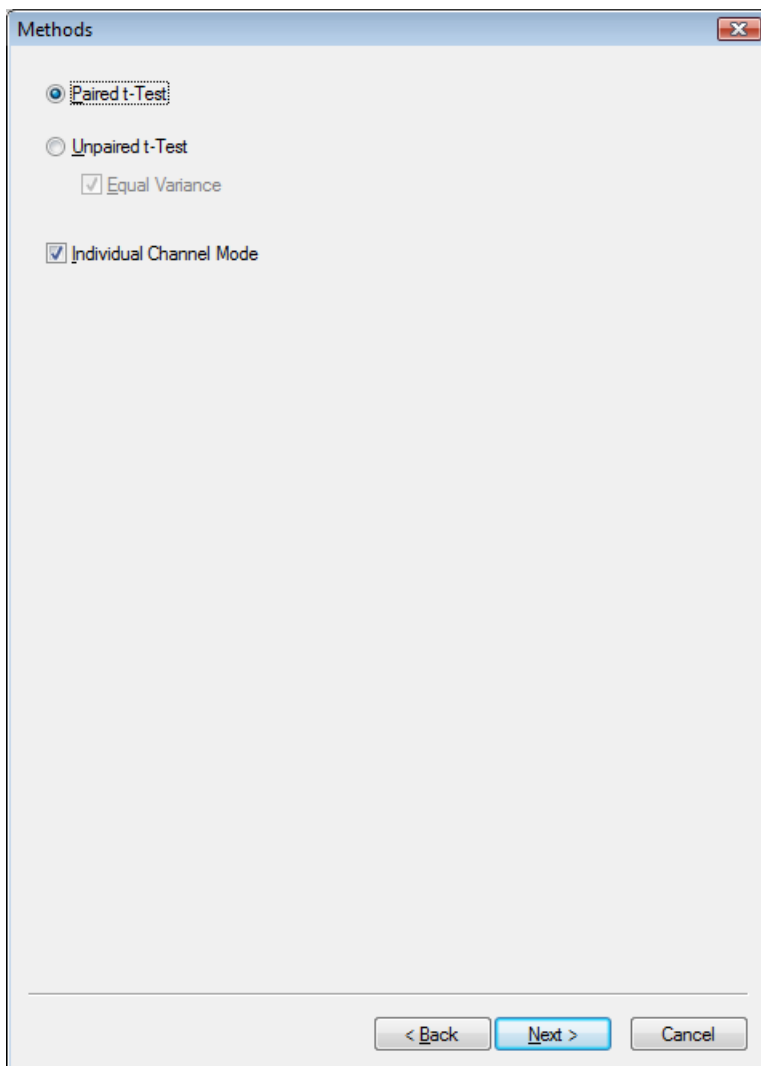 Methods
Paired t-Test
Unpaired t-Test
Equal Variance
Individual Channel Mode
< Back Next > Cancel